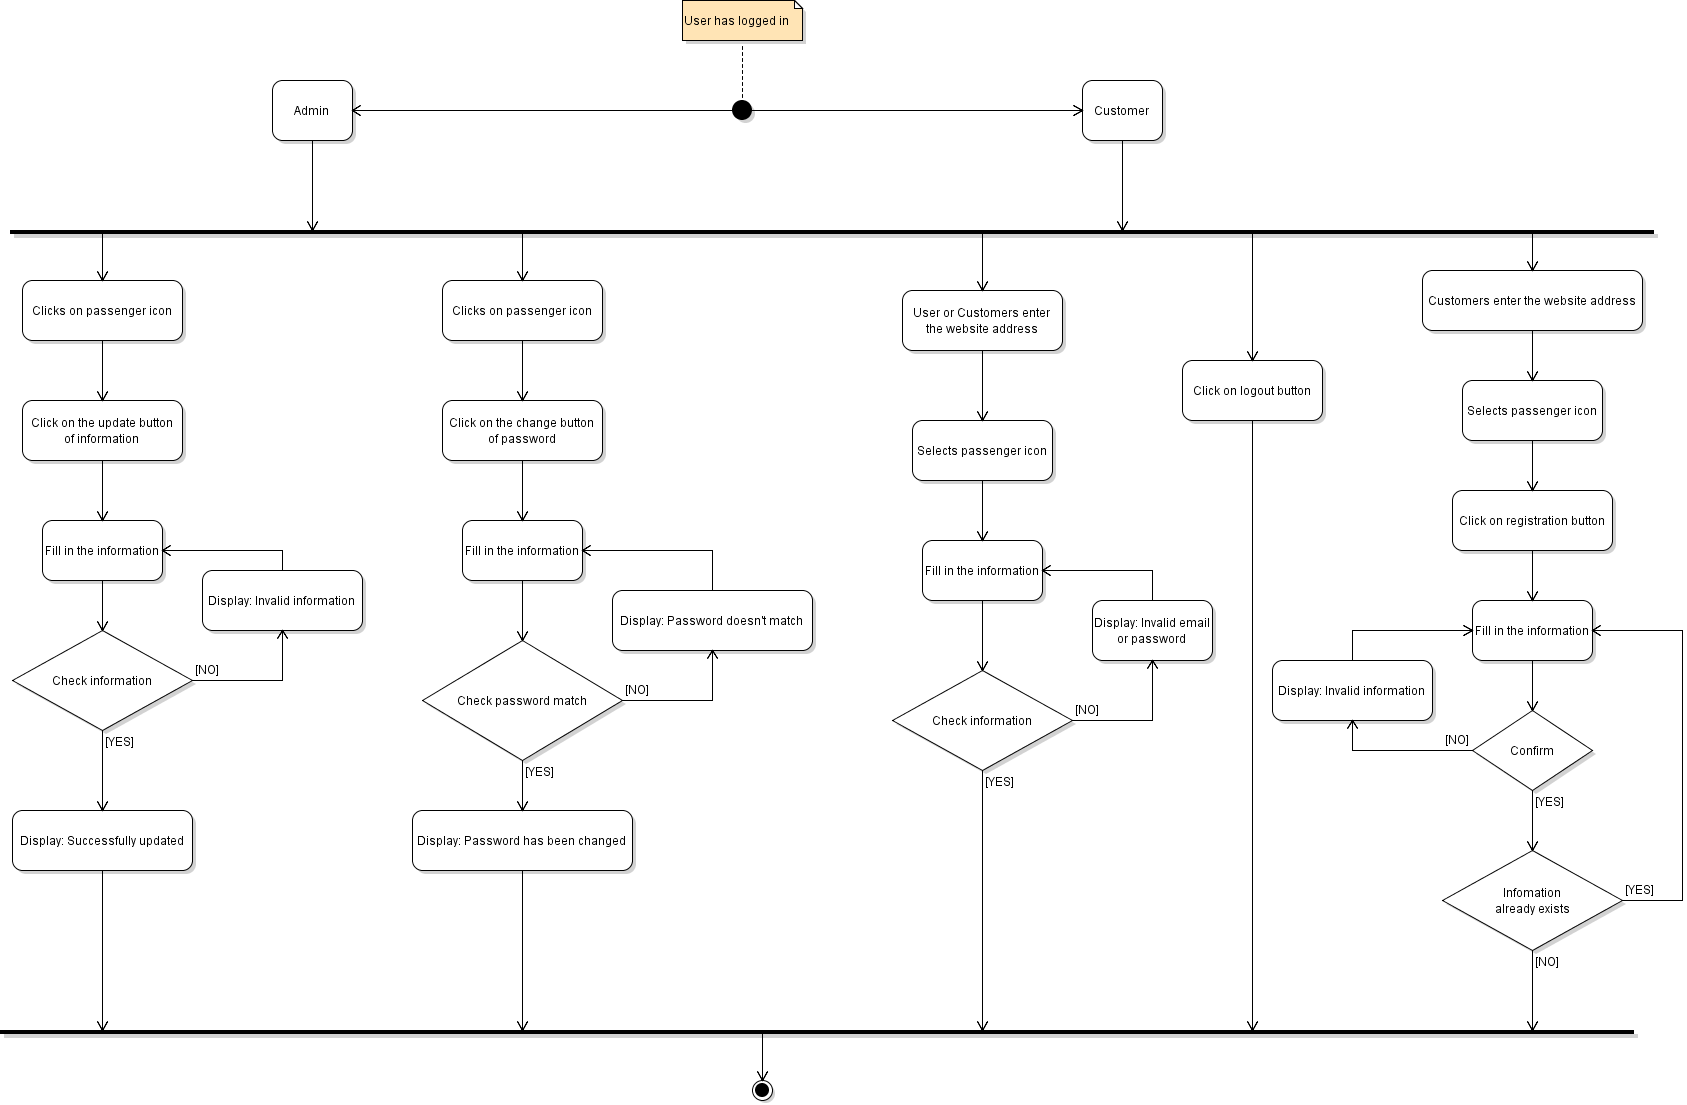 User has logged in
Admin
Customer
Clicks on passenger icon
Click on the update button
of information
Fill in the information
Display: Invalid information
Check information
[NO]
[YES]
Display: Successfully updated
Clicks on passenger icon
Click on the change button
of password
Fill in the information
Display: Password doesn't match
Check password match
[NO]
[YES]
Display: Password has been changed
User or Customers enter
the website address
Selects passenger icon
Fill in the information
Display: Invalid email
or password
Check information
[NO]
[YES]
Click on logout button
Customers enter the website address
Selects passenger icon
Click on registration button
Fill in the information
Display: Invalid information
[NO]
Confirm
[YES]
Infomation
already exists
[YES]
[NO]